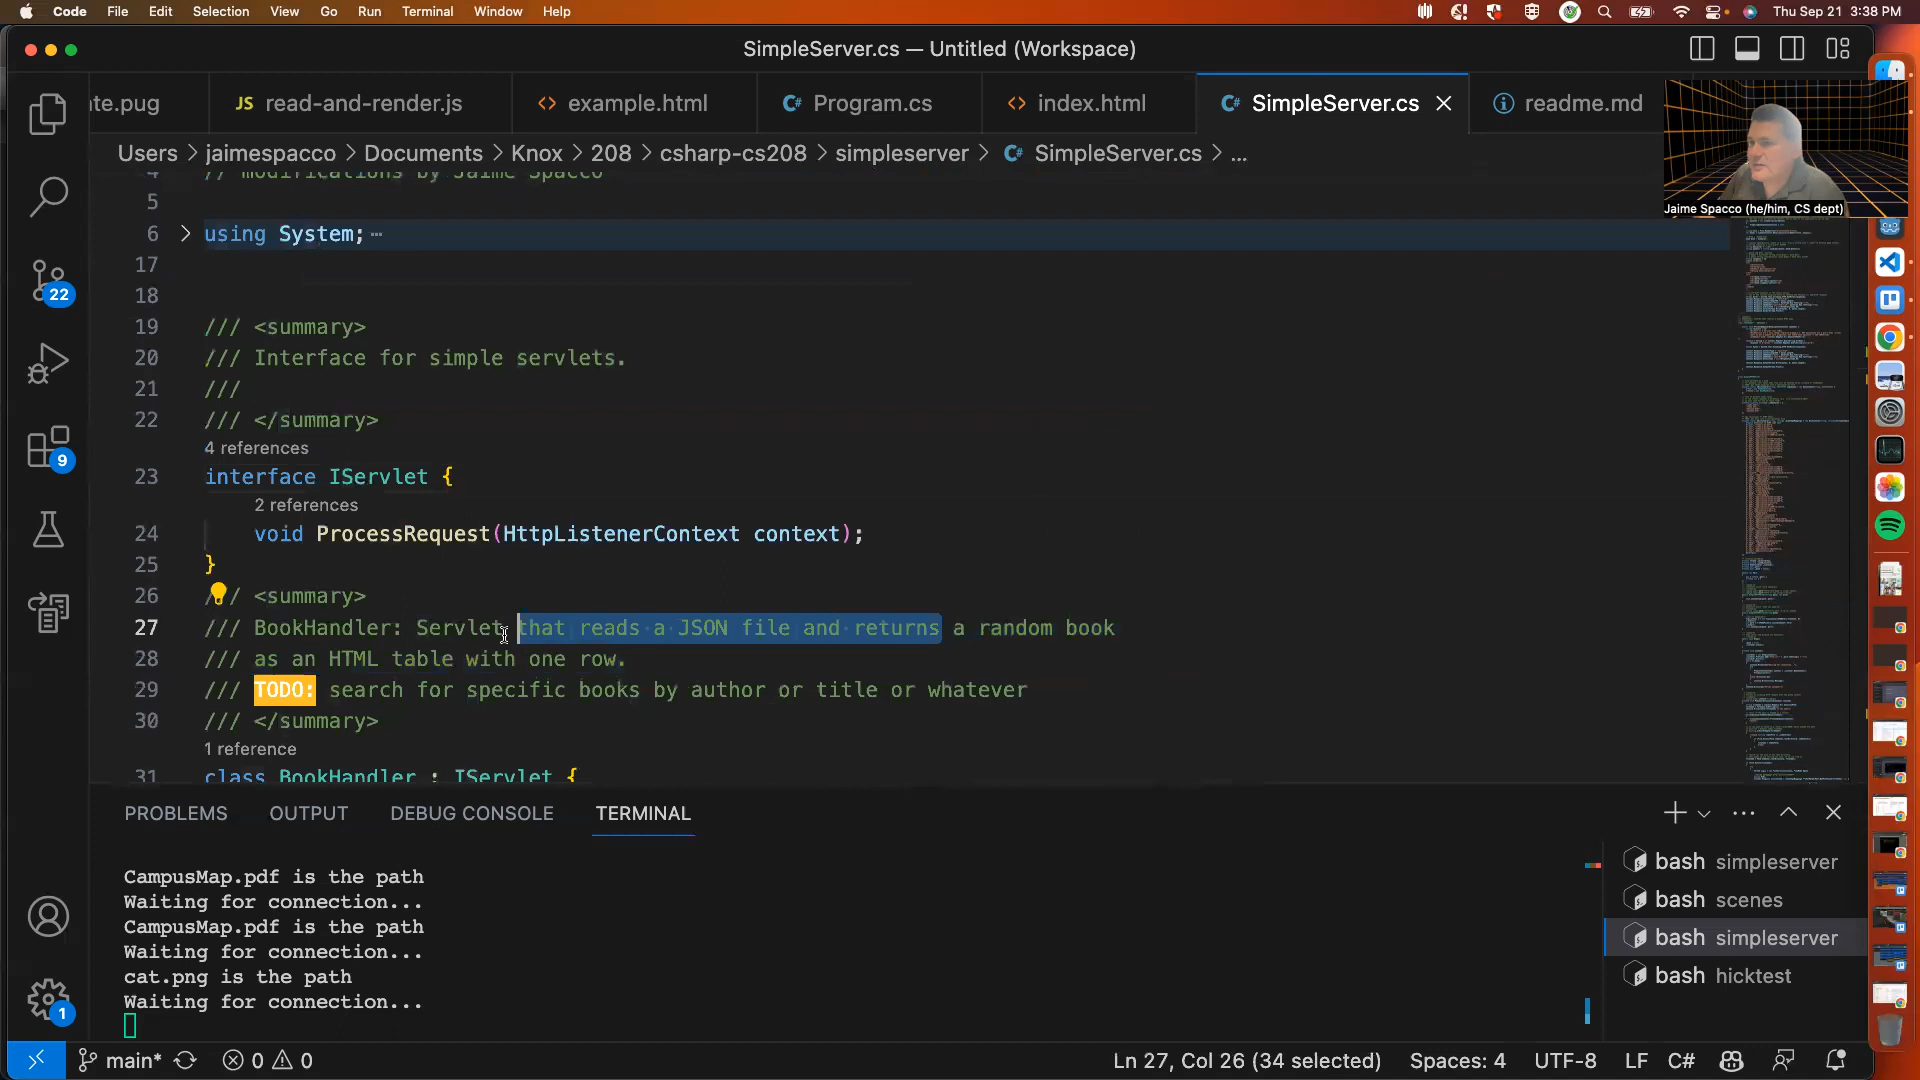 Code File Edit Selection View Go Run Terminal Window Help Thu Sep 21 3:38 PM
SimpleServer.cs — Untitled (Workspace)
ate.pug JS read-and-render.js example.html C# Program.cs index.html C# SimpleServer.cs readme.md
Users > jaimespacco > Documents > Knox > 208 > csharp-cs208 > simpleserver > C# SimpleServer.cs > ...
Jaime Spacco (he/him, CS dept)
4 // modifications by Jaime Spacco
5
6 using System;
17
18
19 /// <summary>
20 /// Interface for simple servlets.
21 ///
22 /// </summary>
4 references
23 interface IServlet {
2 references
24 void ProcessRequest(HttpListenerContext context);
25 }
26 /// <summary>
27 /// BookHandler: Servlet that reads a JSON file and returns a random book
28 /// as an HTML table with one row.
29 /// TODO: search for specific books by author or title or whatever
30 /// </summary>
1 reference
31 class BookHandler : IServlet {
22
9
1
PROBLEMS OUTPUT DEBUG CONSOLE TERMINAL
CampusMap.pdf is the path
Waiting for connection...
CampusMap.pdf is the path
Waiting for connection...
cat.png is the path
Waiting for connection...
bash simpleserver
bash scenes
bash simpleserver
bash hicktest
main* 0 0 Ln 27, Col 26 (34 selected) Spaces: 4 UTF-8 LF C#